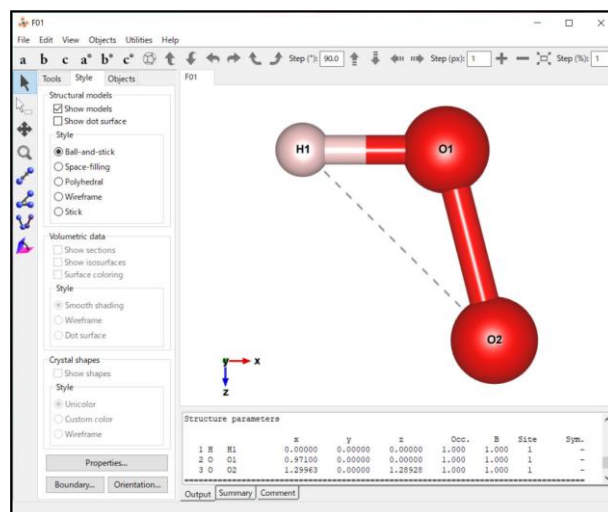 F01
File Edit View Objects Utilities Help
a b c a* b* c* Step (°): 90.0 Step (px): 1 Step (%): 1
Tools Style Objects
F01
Structural models
Show models
Show dot surface
Style
Ball-and-stick
Space-filling
Polyhedral
Wireframe
Stick
Volumetric data
Show sections
Show isosurfaces
Surface coloring
Style
Smooth shading
Wireframe
Dot surface
Crystal shapes
Show shapes
Style
Unicolor
Custom color
Wireframe
Properties...
Boundary... Orientation...
H1
O1
O2
y x
z
Structure parameters
x y z Occ. B Site Sym.
1 H H1 0.00000 0.00000 0.00000 1.000 1.000 1 -
2 O O1 0.97100 0.00000 0.00000 1.000 1.000 1 -
3 O O2 1.29963 0.00000 1.28928 1.000 1.000 1 -
Output Summary Comment